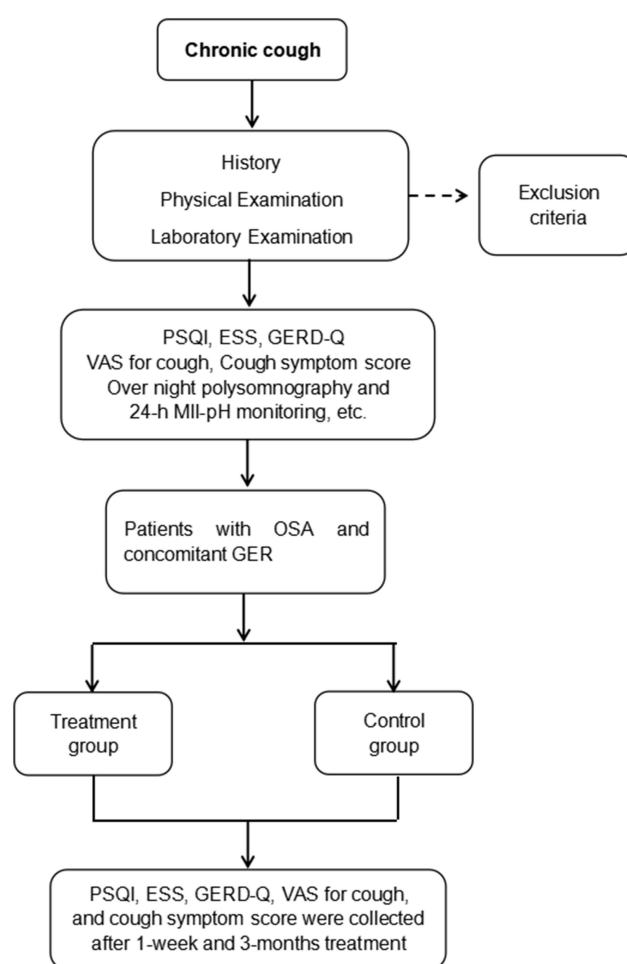 Chronic cough
History
Physical Examination
Laboratory Examination
Exclusion
criteria
PSQI, ESS, GERD-Q
VAS for cough, Cough symptom score
Over night polysomnography and
24-h MII-pH monitoring, etc.
Patients with OSA and
concomitant GER
Treatment
group
Control
group
PSQI, ESS, GERD-Q, VAS for cough,
and cough symptom score were collected
after 1-week and 3-months treatment